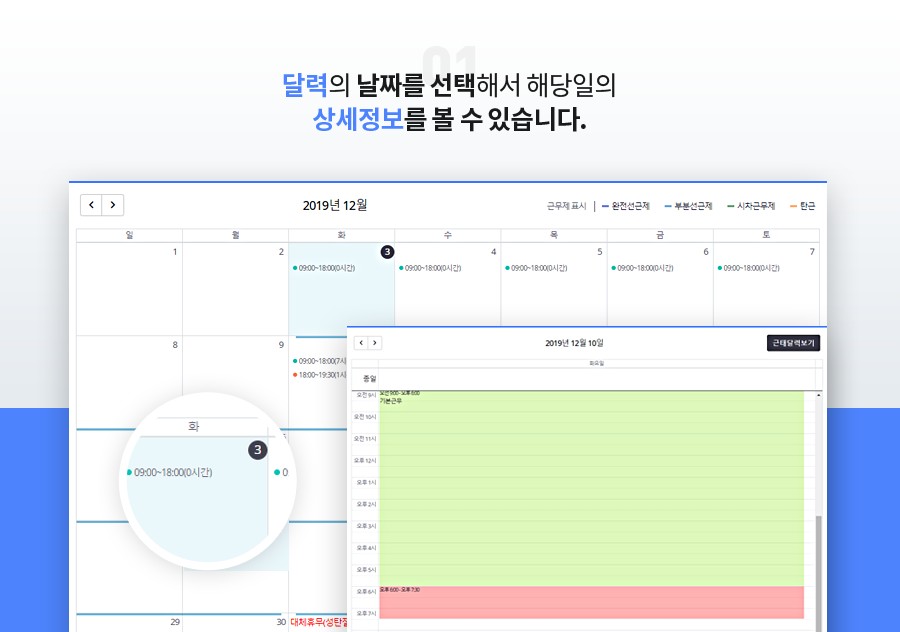 01
달력의 날짜를 선택해서 해당일의
상세정보를 볼 수 있습니다.
2019년 12월
근무제 표시 | 완전선근제 부분선근제 시차근무제 탄근
일 월 화 수 목 금 토
1 2 3 4 5 6 7
09:00~18:00(0시간) 09:00~18:00(0시간) 09:00~18:00(0시간) 09:00~18:00(0시간) 09:00~18:00(0시간)
8 9
09:00~18:00(7시
18:00~19:30(1시
화
3
09:00~18:00(0시간) 0
29 30 대체휴무(성탄절
2019년 12월 10일
근태달력보기
화요일
종일
오전 9시 오전 9:00 - 오후 6:00
기본근무
오전 10시
오전 11시
오후 12시
오후 1시
오후 2시
오후 3시
오후 4시
오후 5시
오후 6시 오후 6:00 - 오후 7:30
오후 7시